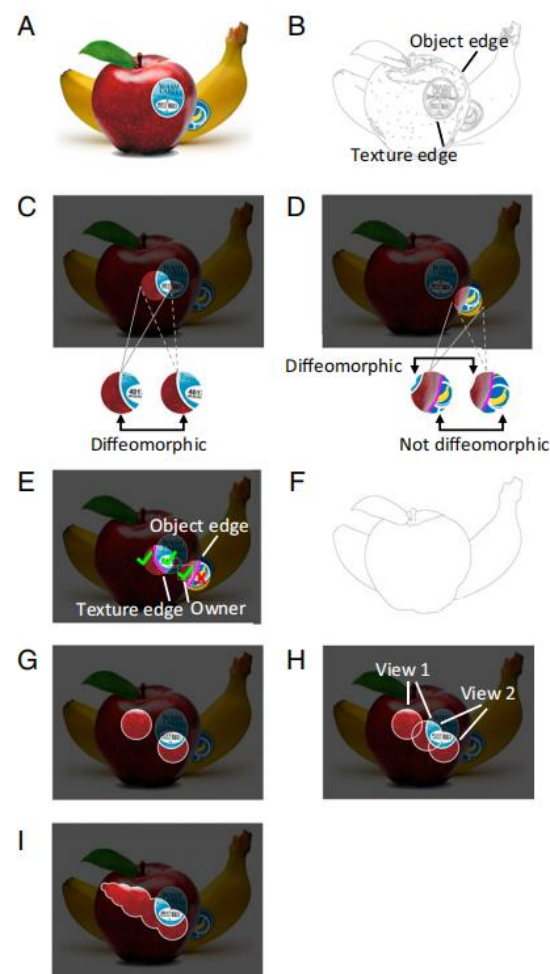 A
B
Object edge
Texture edge
C
D
Diffeomorphic
Diffeomorphic
Not diffeomorphic
E
Object edge
Texture edge
Owner
F
G
H
View 1
View 2
I